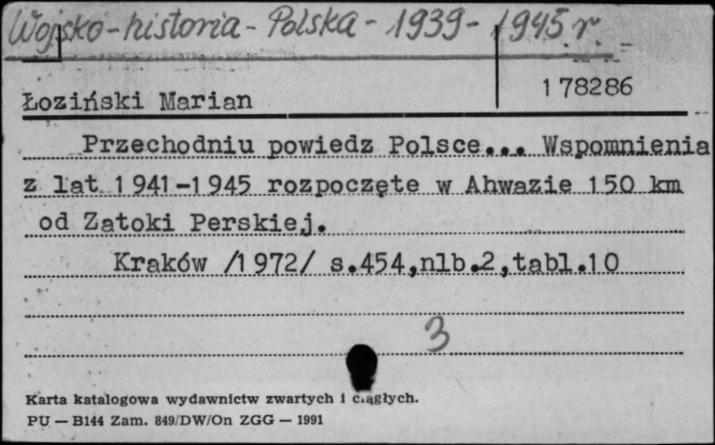 Wojsko-historia-Polska-1939-1945 r.
178286
Łoziński Marian
Przechodniu powiedz Polsce... Wspomnienia
z lat 1941-1945 rozpoczęte w Ahwazie 150 km
od Zatoki Perskiej.
Kraków /1972/ s.454,nlb.2,tabl.10
3
Karta katalogowa wydawnictw zwartych i ciągłych.
PU — B144 Zam. 849/DW/On ZGG — 1991